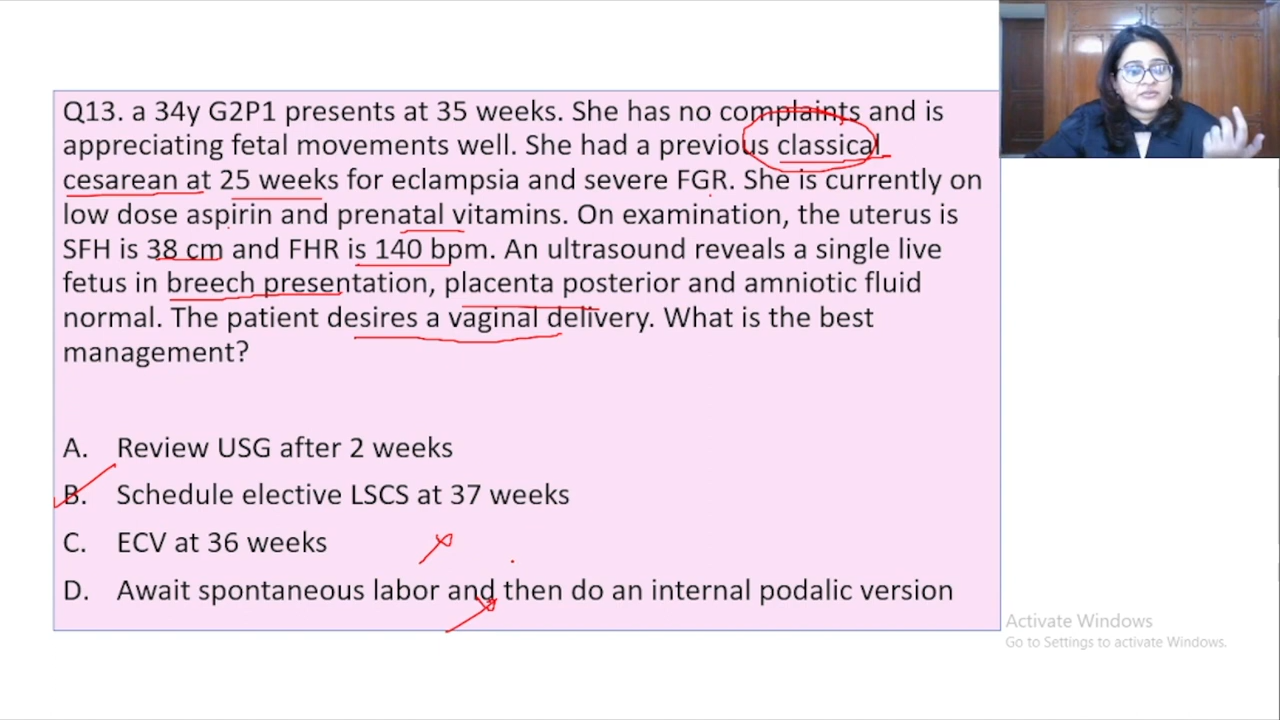 Q13. a 34y G2P1 presents at 35 weeks. She has no complaints and is
appreciating fetal movements well. She had a previous classical
cesarean at 25 weeks for eclampsia and severe FGR. She is currently on
low dose aspirin and prenatal vitamins. On examination, the uterus is
SFH is 38 cm and FHR is 140 bpm. An ultrasound reveals a single live
fetus in breech presentation, placenta posterior and amniotic fluid
normal. The patient desires a vaginal delivery. What is the best
management?
A. Review USG after 2 weeks
B. Schedule elective LSCS at 37 weeks
C. ECV at 36 weeks
D. Await spontaneous labor and then do an internal podalic version
Activate Windows
Go to Settings to activate Windows.